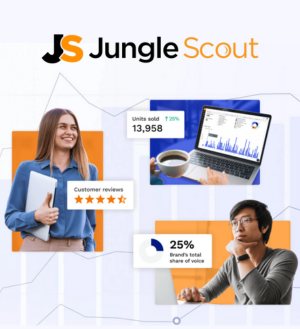 JS Jungle Scout
Units sold ↑ 20%
13,958
Customer reviews
25%
Brand's total
share of voice